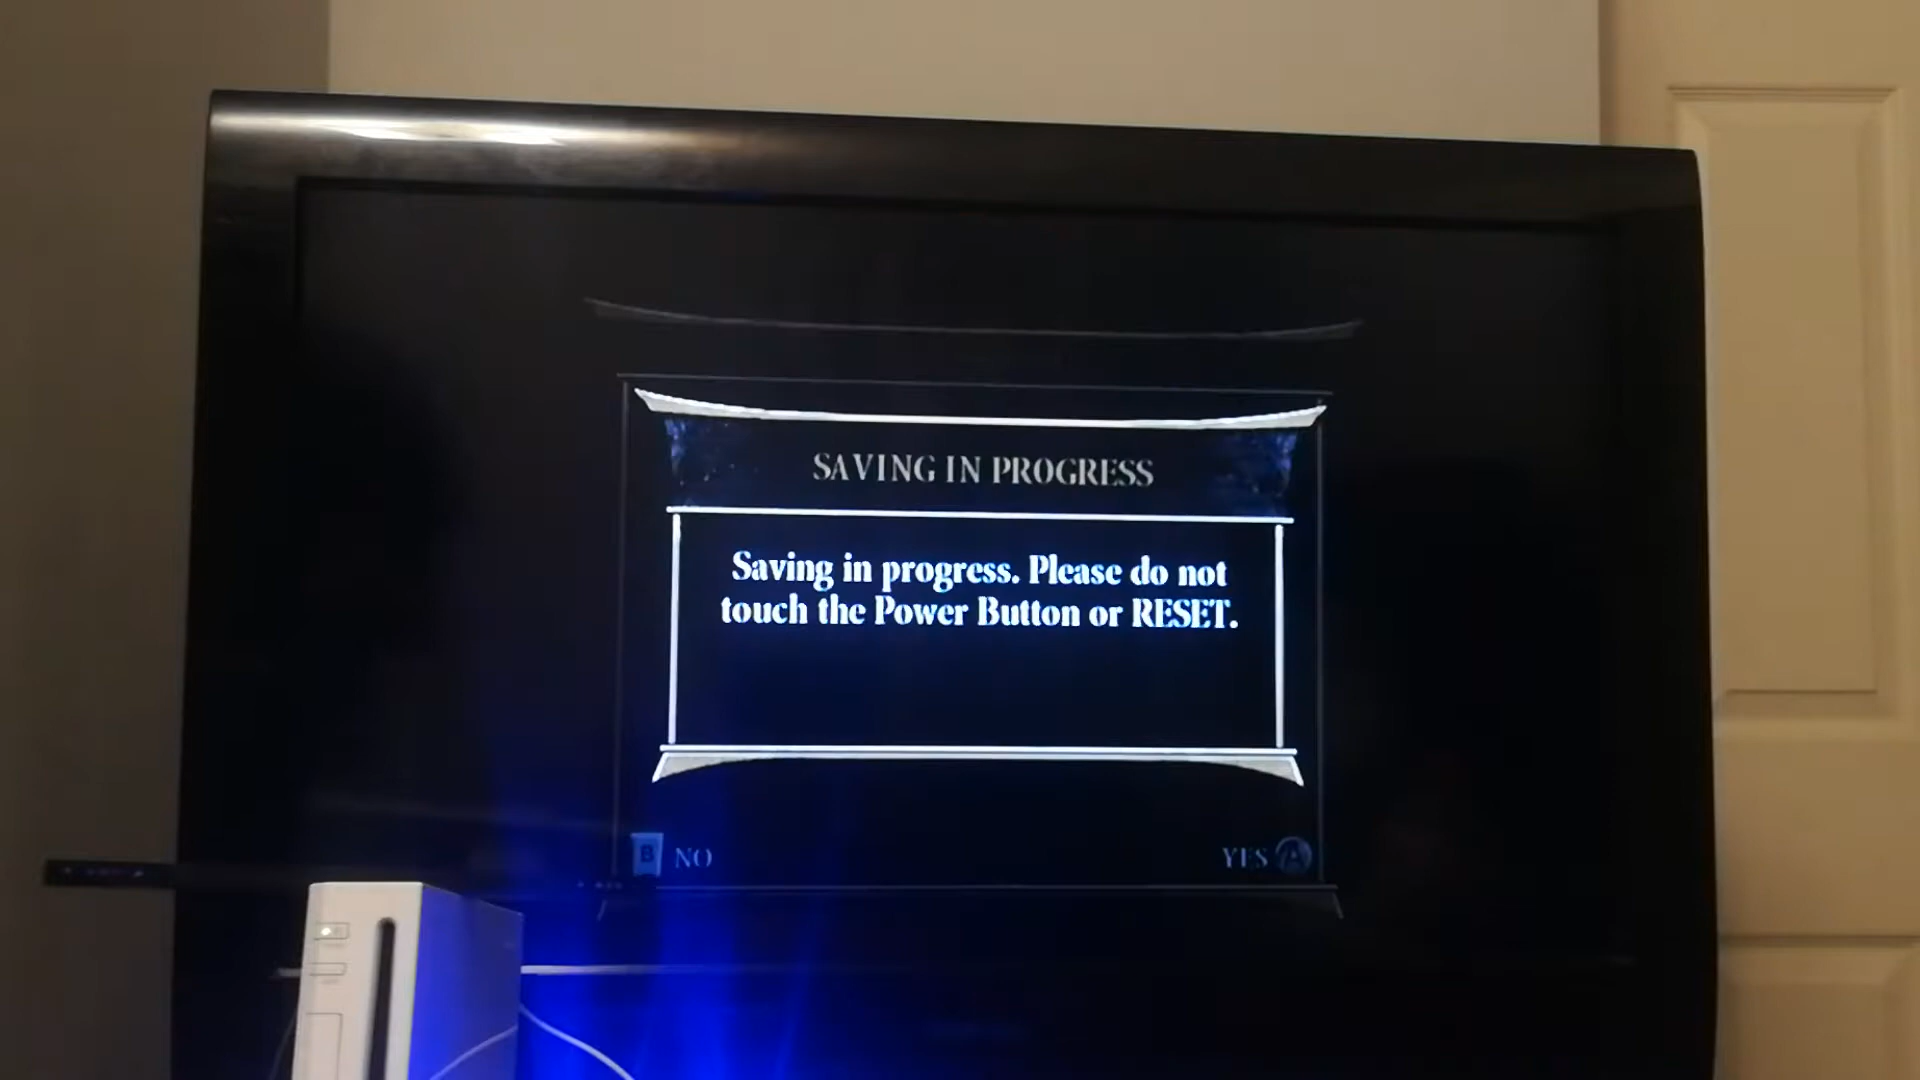 SAVING IN PROGRESS
Saving in progress. Please do not
touch the Power Button or RESET.
B NO
YES A